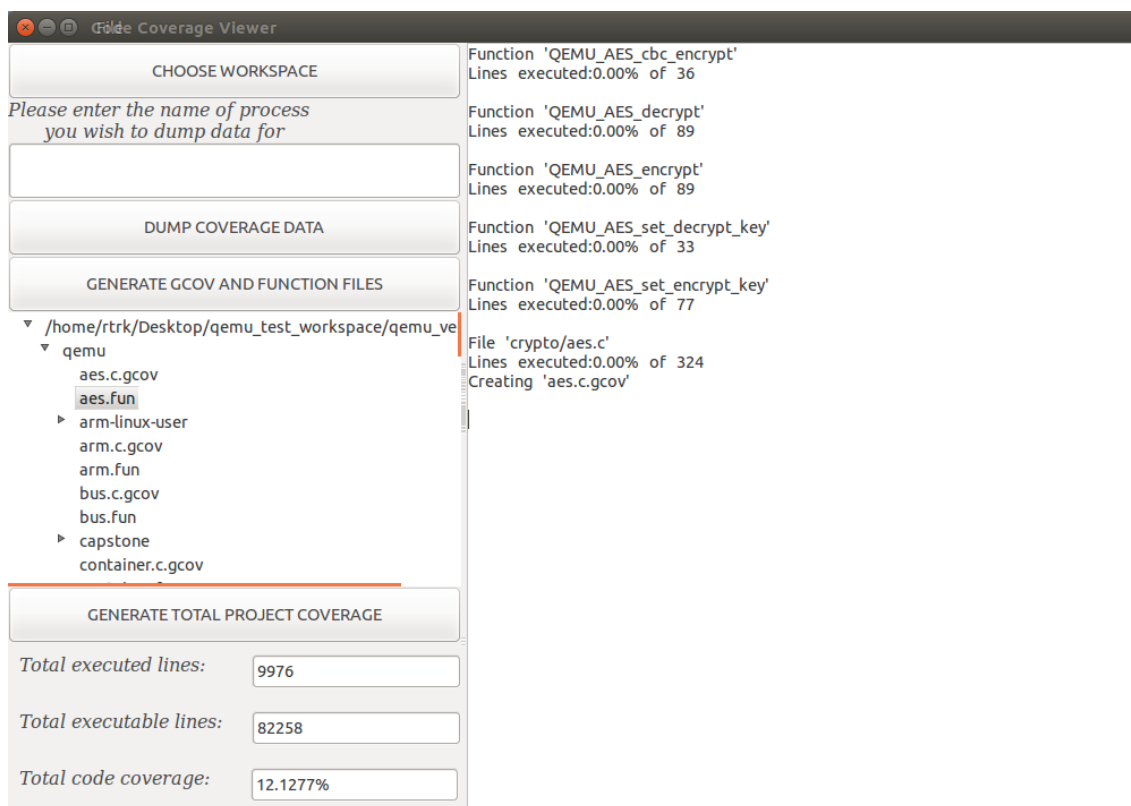 Code Coverage Viewer
CHOOSE WORKSPACE
Please enter the name of process
you wish to dump data for
DUMP COVERAGE DATA
GENERATE GCOV AND FUNCTION FILES
/home/rtrk/Desktop/qemu_test_workspace/qemu_ve
qemu
aes.c.gcov
aes.fun
arm-linux-user
arm.c.gcov
arm.fun
bus.c.gcov
bus.fun
capstone
container.c.gcov
GENERATE TOTAL PROJECT COVERAGE
Total executed lines: 9976
Total executable lines: 82258
Total code coverage: 12.1277%
Function 'QEMU_AES_cbc_encrypt'
Lines executed:0.00% of 36
Function 'QEMU_AES_decrypt'
Lines executed:0.00% of 89
Function 'QEMU_AES_encrypt'
Lines executed:0.00% of 89
Function 'QEMU_AES_set_decrypt_key'
Lines executed:0.00% of 33
Function 'QEMU_AES_set_encrypt_key'
Lines executed:0.00% of 77
File 'crypto/aes.c'
Lines executed:0.00% of 324
Creating 'aes.c.gcov'